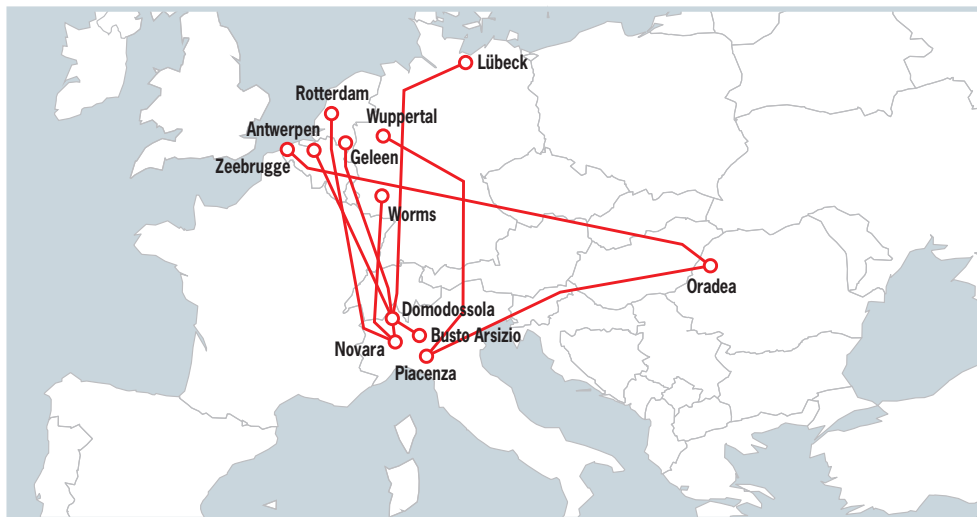 Lübeck
Rotterdam
Wuppertal
Antwerpen
Zeebrugge
Geleen
Worms
Oradea
Domodossola
Busto Arsizio
Novara
Piacenza